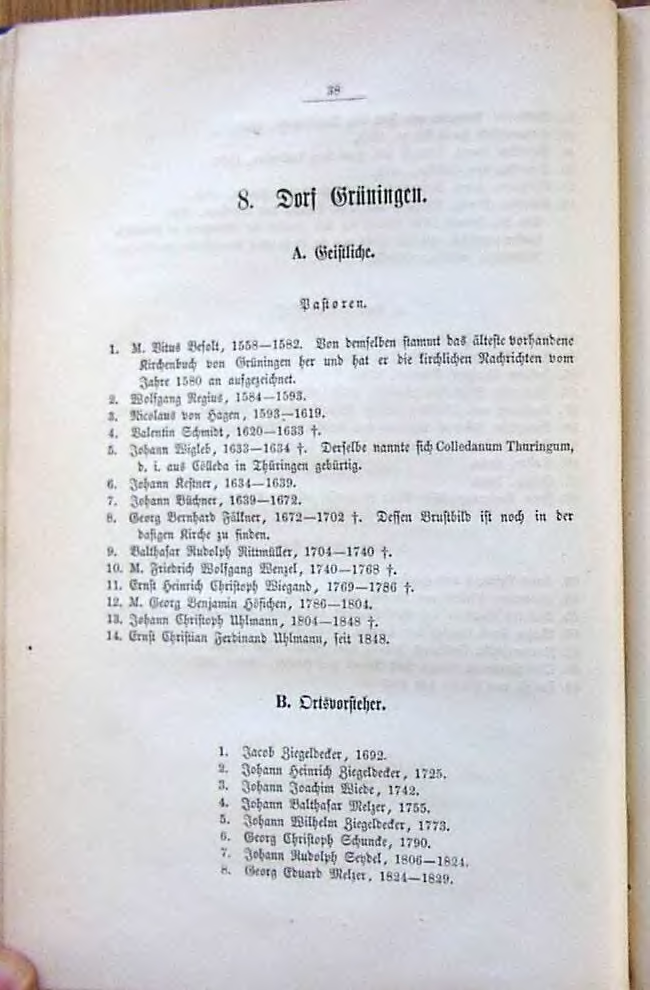 38
8. Dorf Grüningen.
A. Geistliche.
Pastoren.
1. M. Vitus Besolt, 1558—1582. Von demselben stammt das älteste vorhandene
Kirchenbuch von Grüningen her und hat er die kirchlichen Nachrichten vom
Jahre 1580 an aufgezeichnet.
2. Wolfgang Regius, 1584—1593.
3. Nicolaus von Hagen, 1593—1619.
4. Valentin Schmidt, 1620—1633 †.
5. Johann Wigleb, 1633—1634 †. Derselbe nannte sich Colledanum Thuringum,
d. i. aus Cölleda in Thüringen gebürtig.
6. Johann Kestner, 1634—1639.
7. Johann Büchner, 1639—1672.
8. Georg Bernhard Fällner, 1672—1702 †. Dessen Brustbild ist noch in der
dasigen Kirche zu finden.
9. Balthasar Rudolph Rittmüller, 1704—1740 †.
10. M. Friedrich Wolfgang Wenzel, 1740—1768 †.
11. Ernst Heinrich Christoph Wiegand, 1769—1786 †.
12. M. Georg Benjamin Höfichen, 1786—1804.
13. Johann Christoph Uhlmann, 1804—1848 †.
14. Ernst Christian Ferdinand Uhlmann, seit 1848.
B. Ortsvorsteher.
1. Jacob Ziegelbecker, 1692.
2. Johann Heinrich Ziegelbecker, 1725.
3. Johann Joachim Wiede, 1742.
4. Johann Balthasar Melzer, 1755.
5. Johann Wilhelm Ziegelbecker, 1773.
6. Georg Christoph Schuncke, 1790.
7. Johann Rudolph Seydel, 1806—1824.
8. Georg Eduard Melzer, 1824—1829.